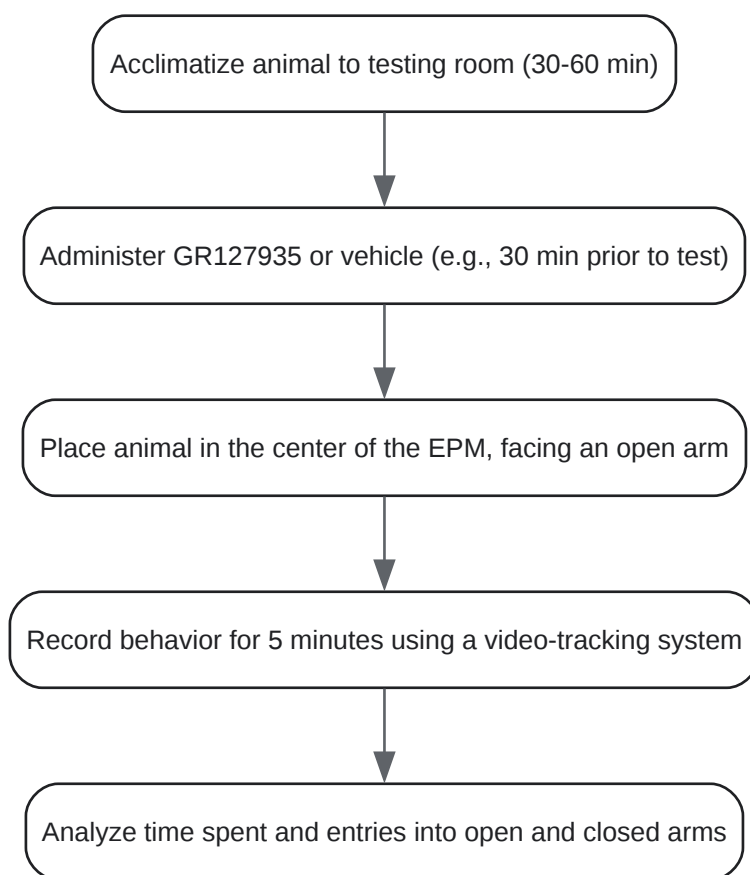 Acclimatize animal to testing room (30-60 min)
Administer GR127935 or vehicle (e.g., 30 min prior to test)
Place animal in the center of the EPM, facing an open arm
Record behavior for 5 minutes using a video-tracking system
Analyze time spent and entries into open and closed arms